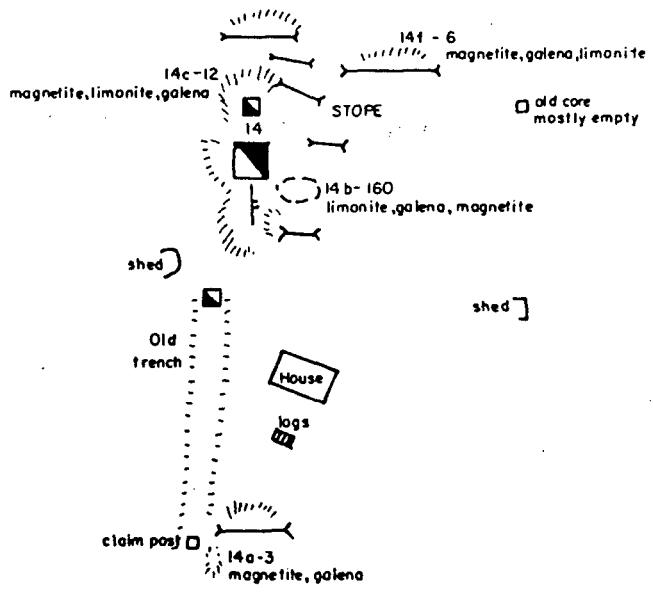 14f - 6
magnetite, galena, limonite
14c-12
magnetite, limonite, galena
STOPE
old core
mostly empty
14
14b-160
limonite, galena, magnetite
shed
shed
Old
trench
House
logs
claim post
14a-3
magnetite, galena